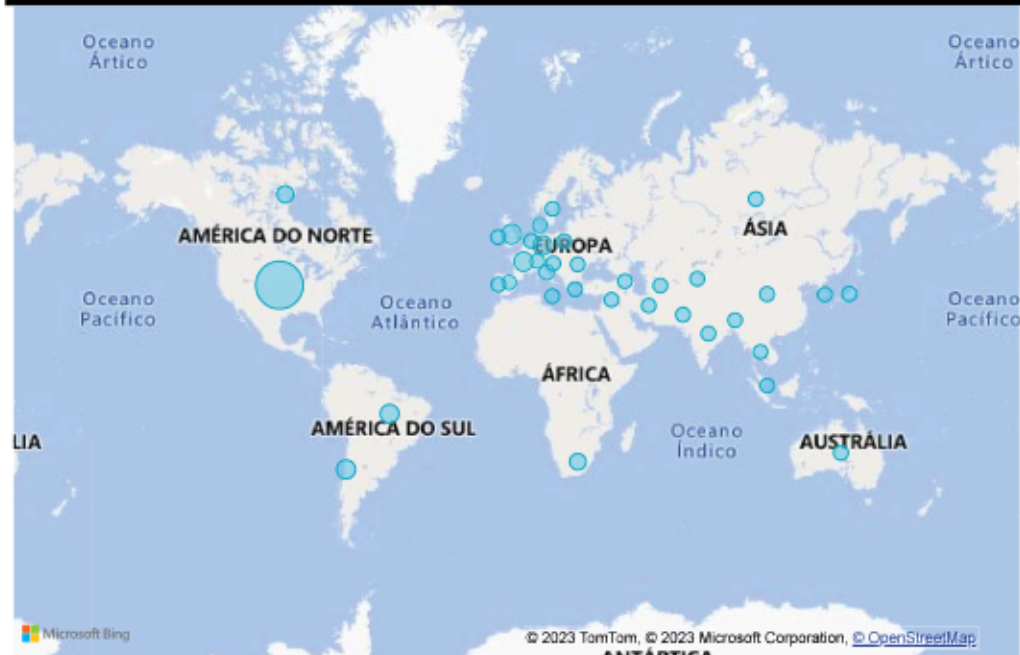 Oceano
Ártico
Oceano
Ártico
AMÉRICA DO NORTE
EUROPA
ÁSIA
Oceano
Pacífico
Oceano
Atlântico
Oceano
Pacífico
ÁFRICA
AMÉRICA DO SUL
Oceano
Índico
LIA
AUSTRÁLIA
Microsoft Bing
© 2023 TomTom, © 2023 Microsoft Corporation, © OpenStreetMap
ANTÁRTICA